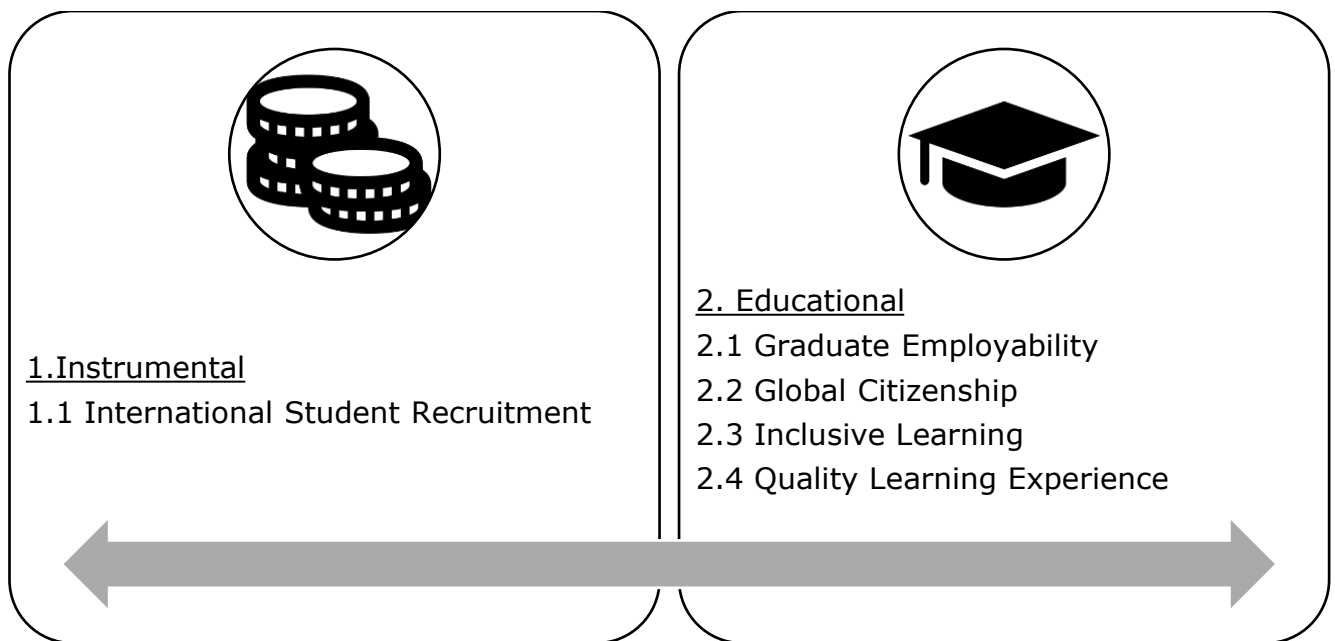 1.Instrumental
1.1 International Student Recruitment
2. Educational
2.1 Graduate Employability
2.2 Global Citizenship
2.3 Inclusive Learning
2.4 Quality Learning Experience